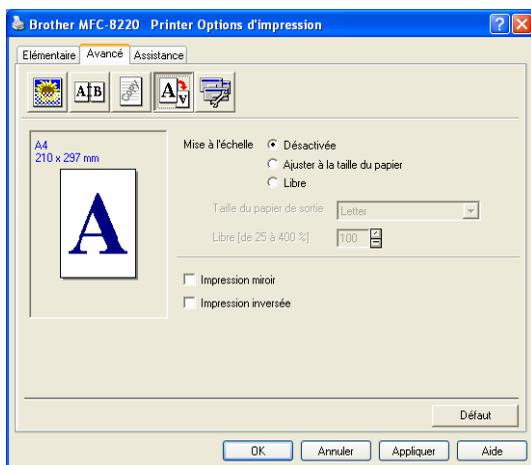 Brother MFC-8220 Printer Options d'impression
Elémentaire Avancé Assistance
A B A V
A4
210 x 297 mm
A
Mise à l'échelle Désactivée
Ajuster à la taille du papier
Libre
Taille du papier de sortie Letter
Libre [de 25 à 400 %] 100
Impression miroir
Impression inversée
Défaut
OK Annuler Appliquer Aide